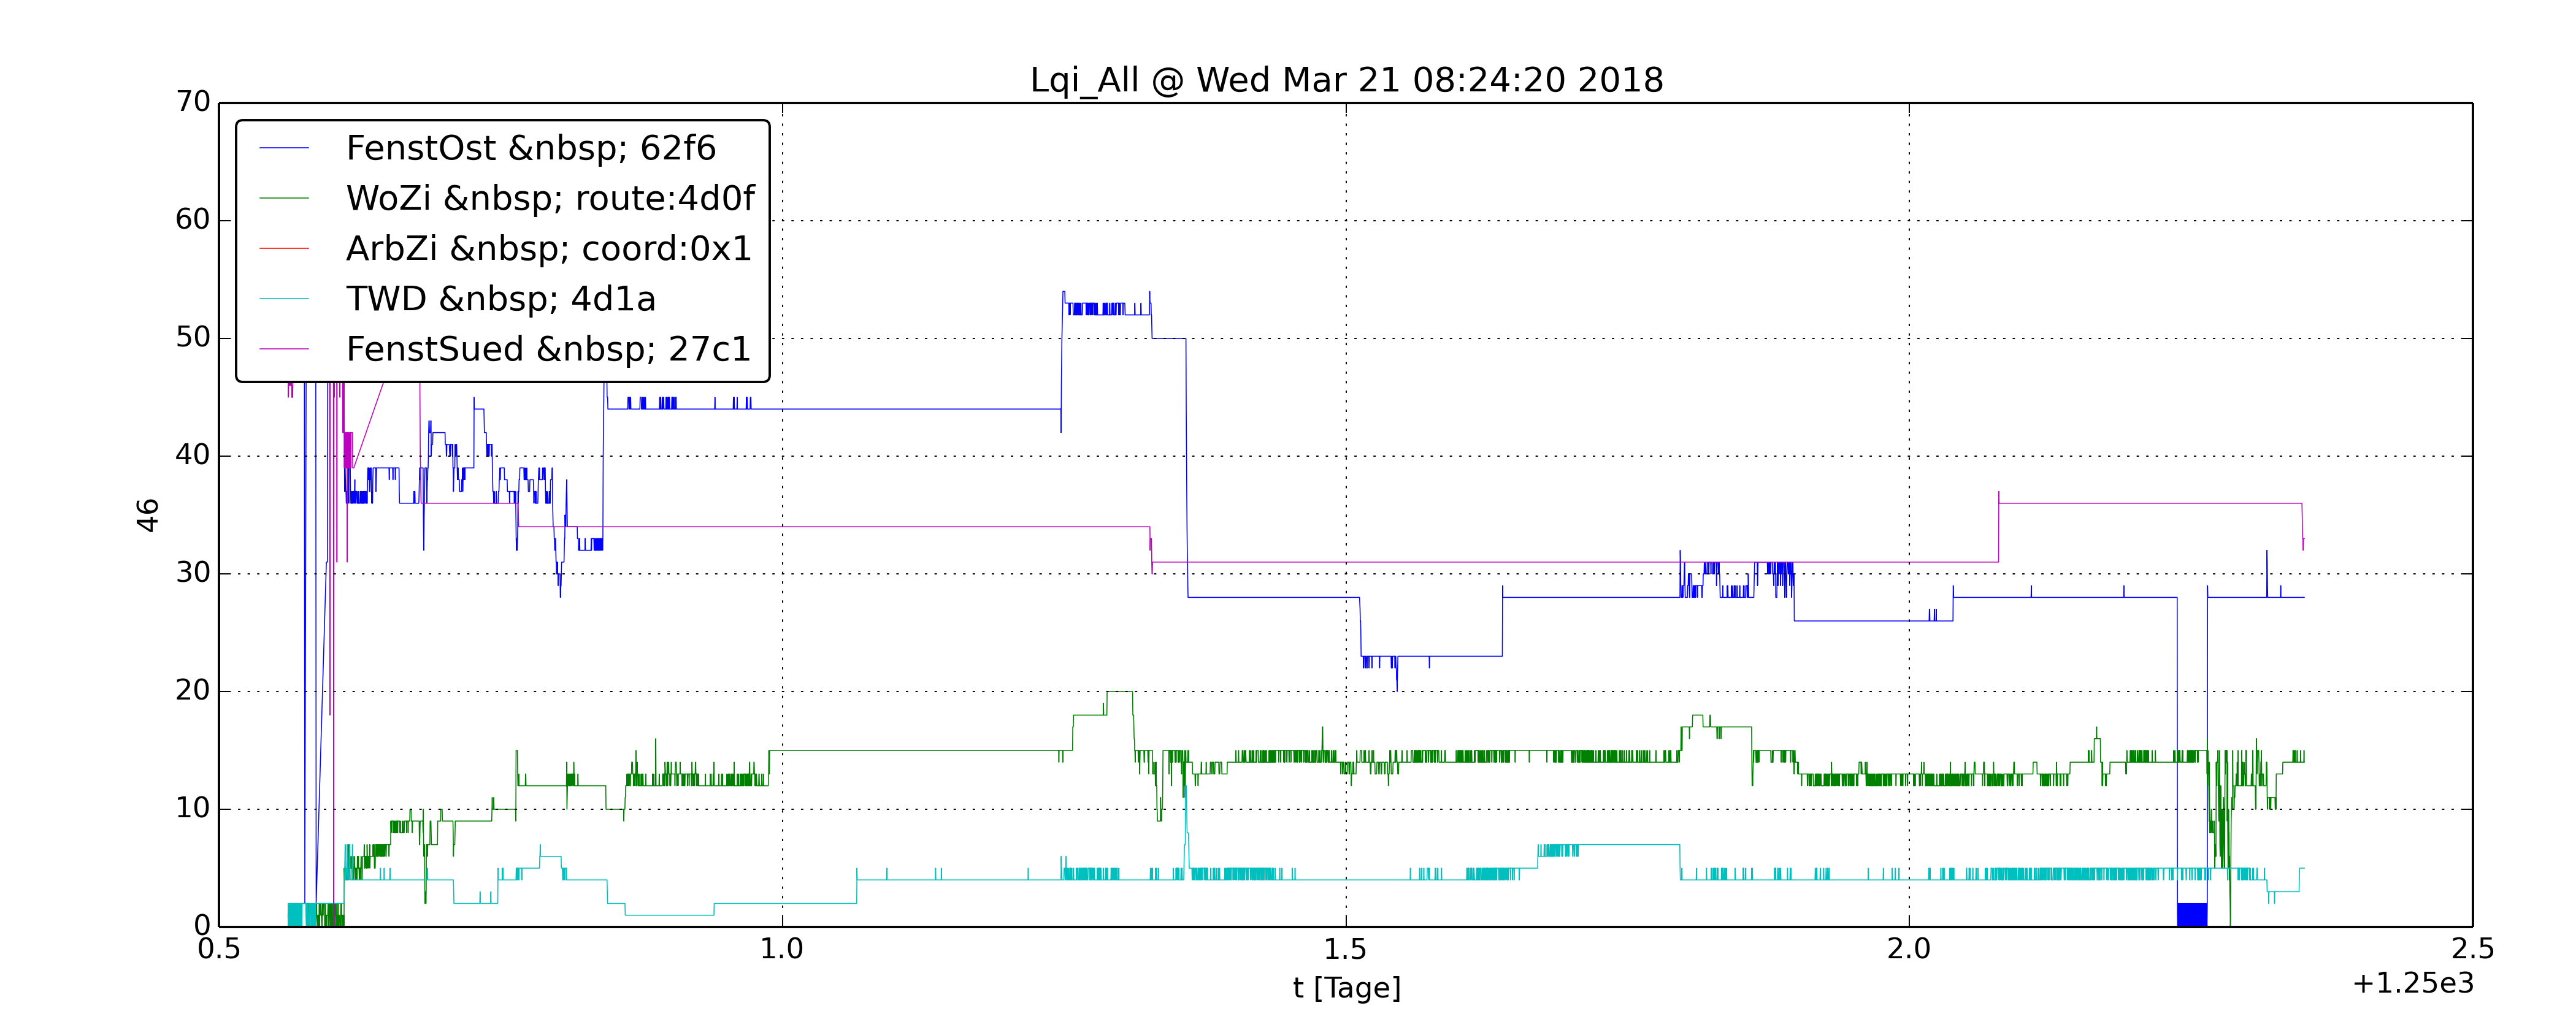 Lqi_All @ Wed Mar 21 08:24:20 2018
70
60
50
40
30
20
10
0
46
FenstOst &nbsp; 62f6
WoZi &nbsp; route:4d0f
ArbZi &nbsp; coord:0x1
TWD &nbsp; 4d1a
FenstSued &nbsp; 27c1
0.5 1.0 1.5 2.0 2.5
t [Tage]
+1.25e3